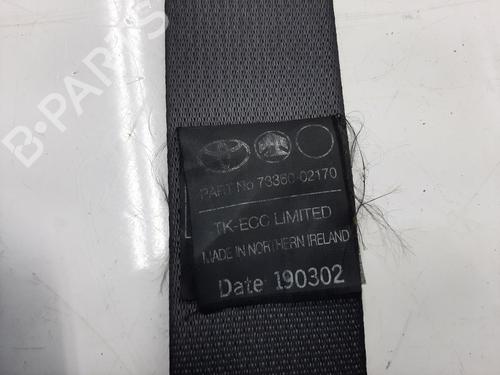 B-PARTS
PART No 73360-02170
TK-ECC LIMITED
MADE IN NORTHERN IRELAND
Date 190302